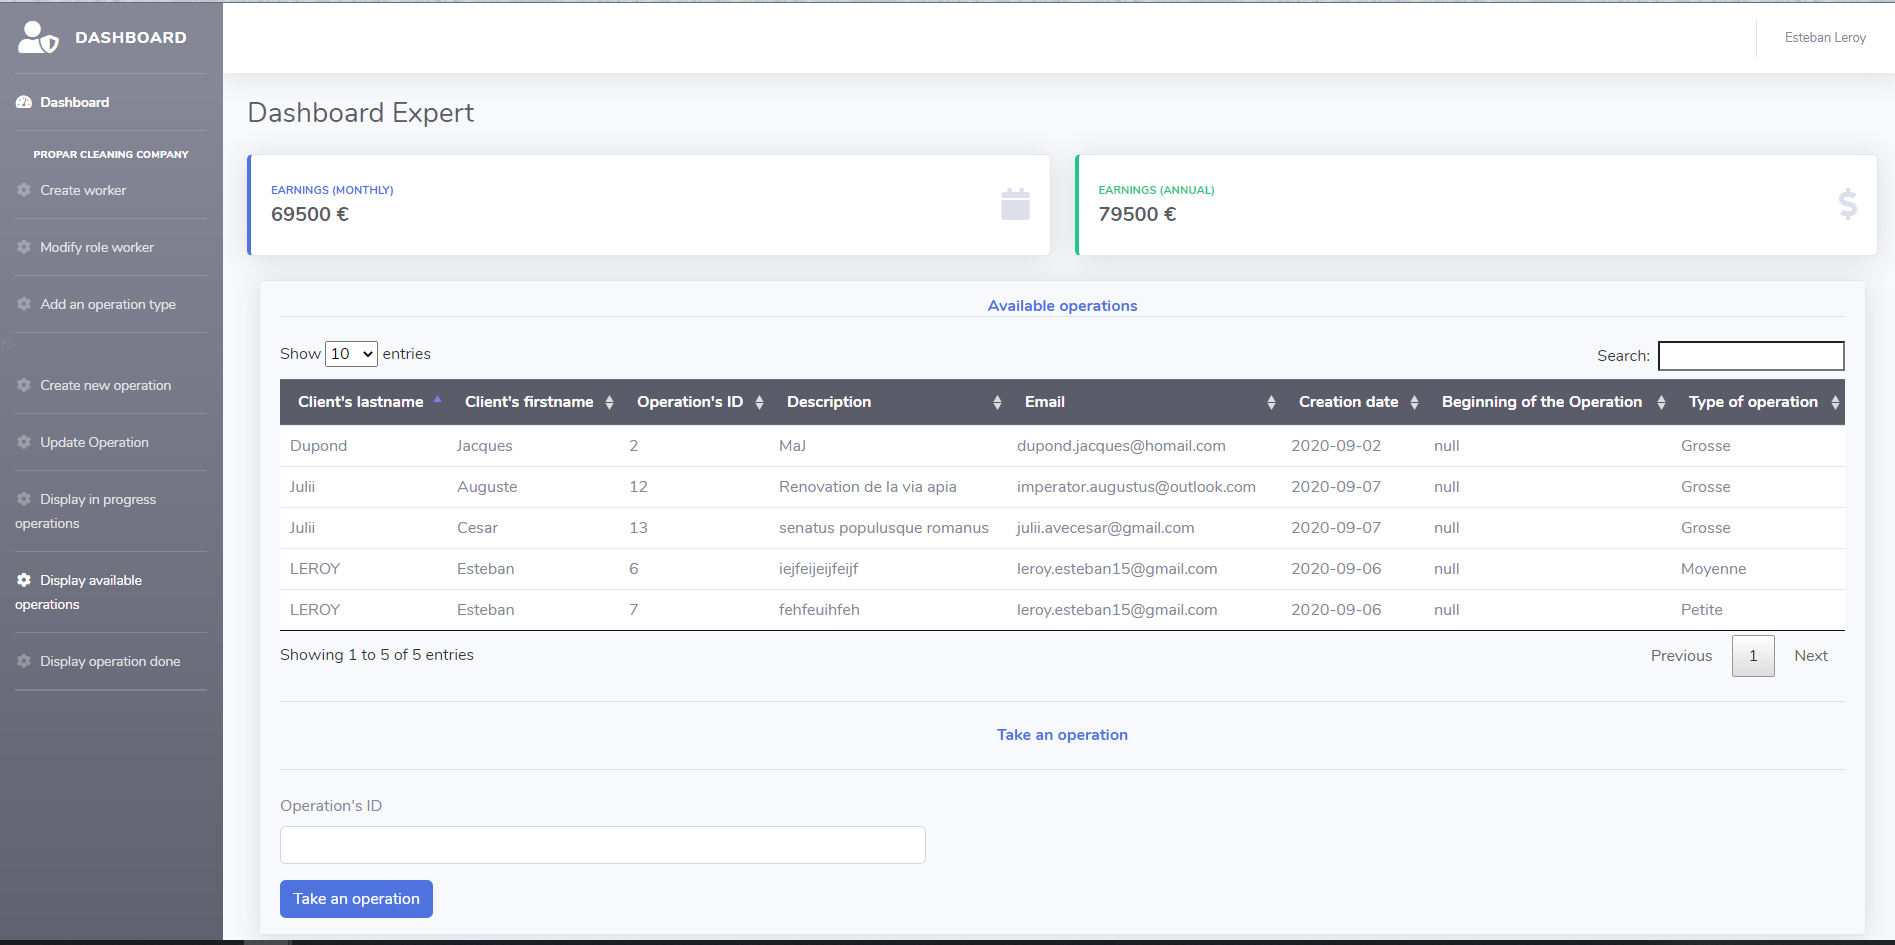 DASHBOARD
Esteban Leroy
Dashboard
PROPAR CLEANING COMPANY
Create worker
Modify role worker
Add an operation type
?>
Create new operation
Update Operation
Display in progress
operations
Display available
operations
Display operation done
Dashboard Expert
EARNINGS (MONTHLY)
69500 €
EARNINGS (ANNUAL)
79500 €
$
Available operations
Show 10 entries
Search:
Client's lastname Client's firstname Operation's ID Description Email Creation date Beginning of the Operation Type of operation
Dupond Jacques 2 MaJ dupond.jacques@homail.com 2020-09-02 null Grosse
Julii Auguste 12 Renovation de la via apia imperator.augustus@outlook.com 2020-09-07 null Grosse
Julii Cesar 13 senatus populusque romanus julii.avecesar@gmail.com 2020-09-07 null Grosse
LEROY Esteban 6 iejfeijeijfeijf leroy.esteban15@gmail.com 2020-09-06 null Moyenne
LEROY Esteban 7 fehfeuihfeh leroy.esteban15@gmail.com 2020-09-06 null Petite
Showing 1 to 5 of 5 entries
Previous 1 Next
Take an operation
Operation's ID
Take an operation